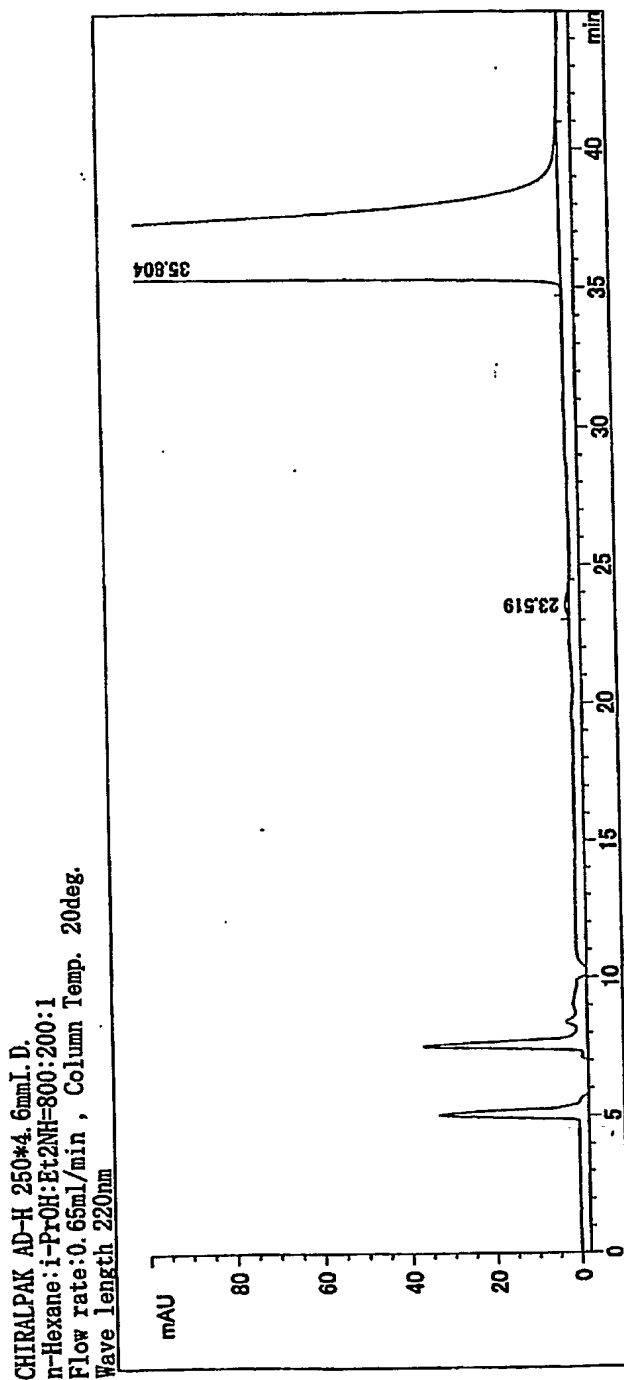 CHIRALPAK AD-H 250*4.6mmI.D.
n-Hexane:i-PrOH:Et2NH=800:200:1
Flow rate:0.65ml/min , Column Temp. 20deg.
Wave length 220nm
mAU
80
60
40
20
0
23.519
35.804
0
5
10
15
20
25
30
35
40
min